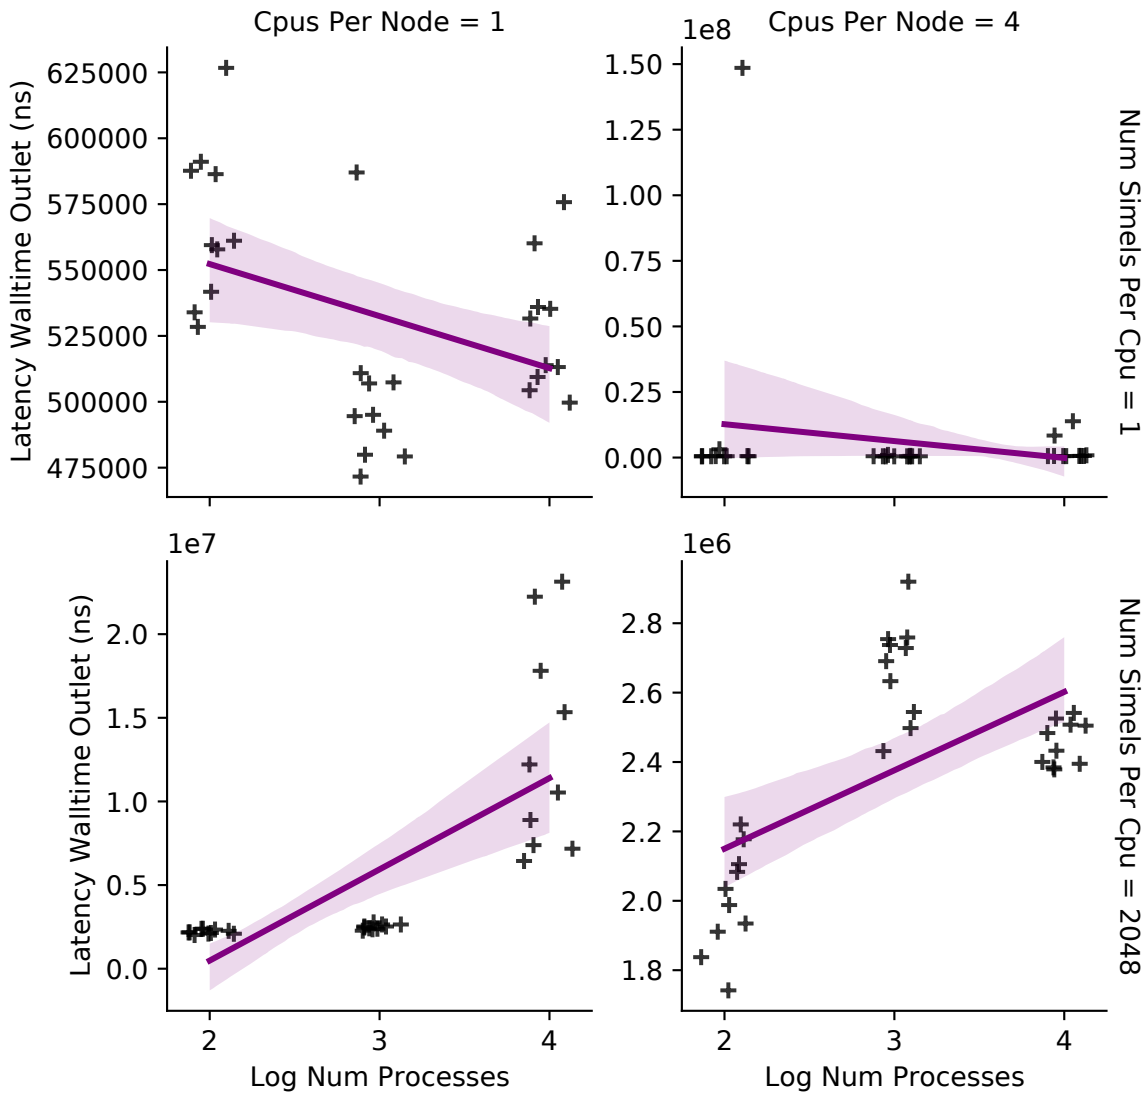 Cpus Per Node = 1
Cpus Per Node = 4
1e8
Latency Walltime Outlet (ns)
625000
600000
575000
550000
525000
500000
475000
1.50
1.25
1.00
0.75
0.50
0.25
0.00
Num Simels Per Cpu = 1
1e7
1e6
Latency Walltime Outlet (ns)
2.0
1.5
1.0
0.5
0.0
2.8
2.6
2.4
2.2
2.0
1.8
Num Simels Per Cpu = 2048
2
3
4
2
3
4
Log Num Processes
Log Num Processes